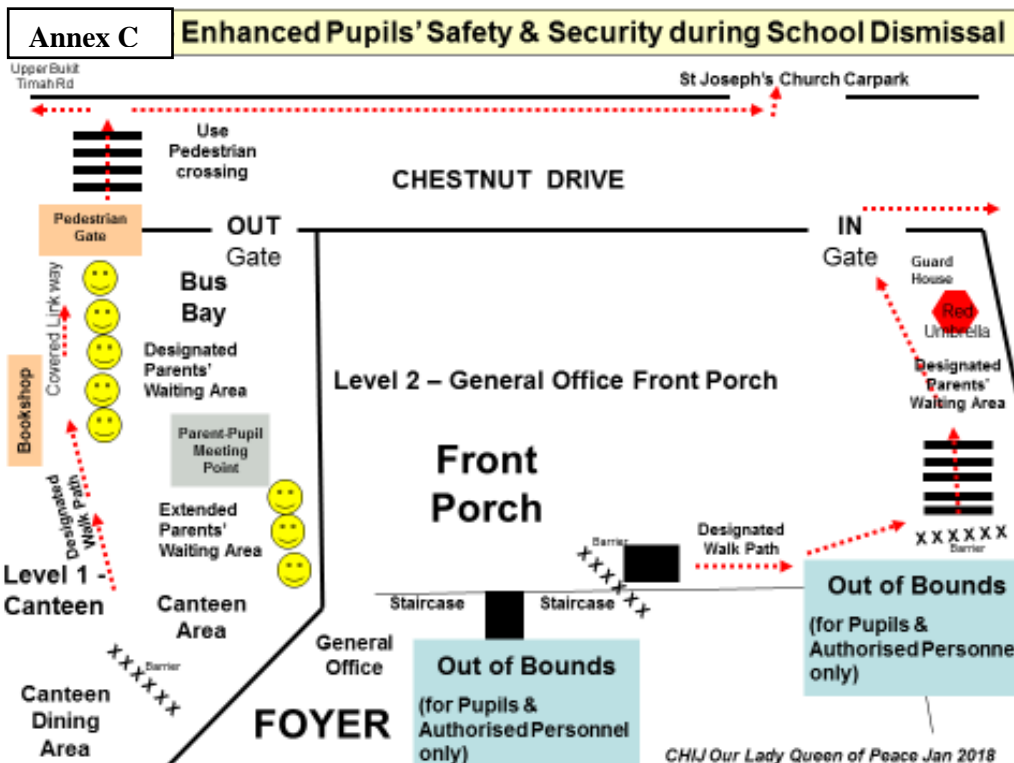 Annex C
Enhanced Pupils' Safety & Security during School Dismissal
Upper Bukit
Timah Rd
St Joseph's Church Carpark
Use
Pedestrian
crossing
CHESTNUT DRIVE
Pedestrian
Gate
OUT
Gate
IN
Gate
Guard
House
Red
Umbrella
Covered Link way
Bus
Bay
Designated
Parents'
Waiting Area
Designated
Parents'
Waiting Area
Level 2 – General Office Front Porch
Bookshop
Parent-Pupil
Meeting
Point
Front
Porch
Designated
Walk Path
Extended
Parents'
Waiting Area
Designated
Walk Path
Barrier
XXXXXX
XXXXXX
Barrier
Level 1 -
Canteen
Canteen
Area
Staircase
Staircase
Out of Bounds
(for Pupils &
Authorised Personne
only)
General
Office
Out of Bounds
(for Pupils &
Authorised Personnel
only)
Barrier
XXXXXX
Canteen
Dining
Area
FOYER
CHIJ Our Lady Queen of Peace Jan 2018